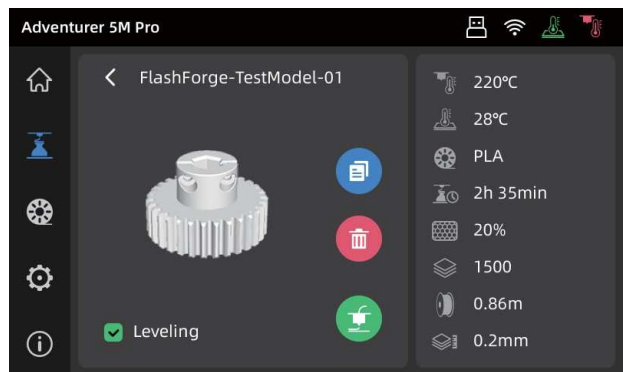 Adventurer 5M Pro
FlashForge-TestModel-01
Leveling
220℃
28℃
PLA
2h 35min
20%
1500
0.86m
0.2mm